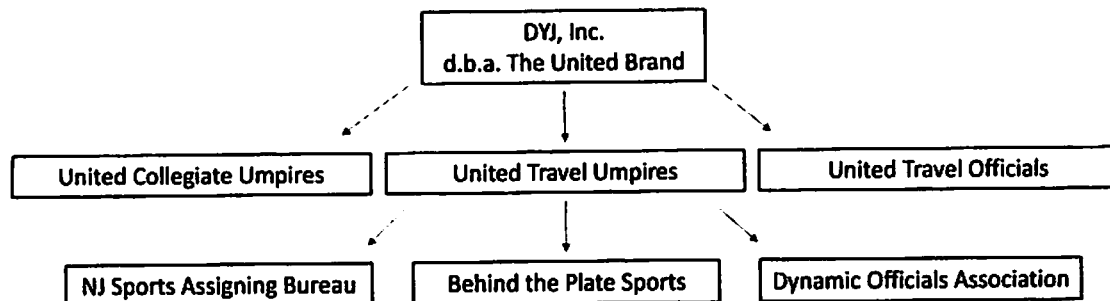 DYJ, Inc.
d.b.a. The United Brand
United Collegiate Umpires
United Travel Umpires
United Travel Officials
NJ Sports Assigning Bureau
Behind the Plate Sports
Dynamic Officials Association